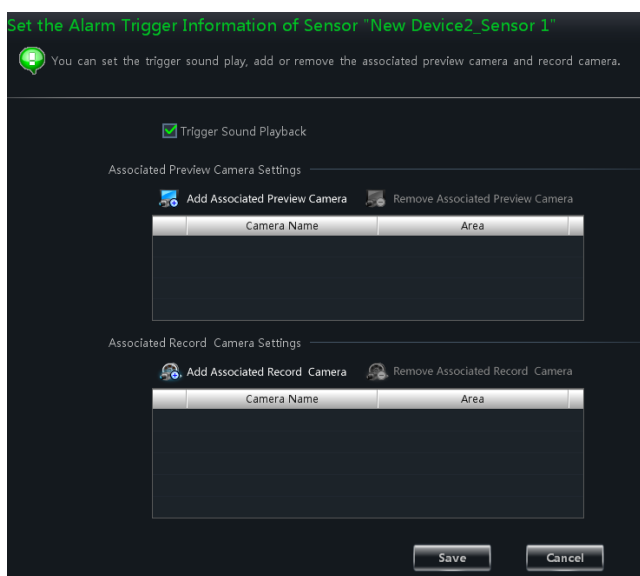 Set the Alarm Trigger Information of Sensor "New Device2_Sensor 1"
You can set the trigger sound play, add or remove the associated preview camera and record camera.
Trigger Sound Playback
Associated Preview Camera Settings
Add Associated Preview Camera Remove Associated Preview Camera
Camera Name Area
Associated Record Camera Settings
Add Associated Record Camera Remove Associated Record Camera
Camera Name Area
Save Cancel